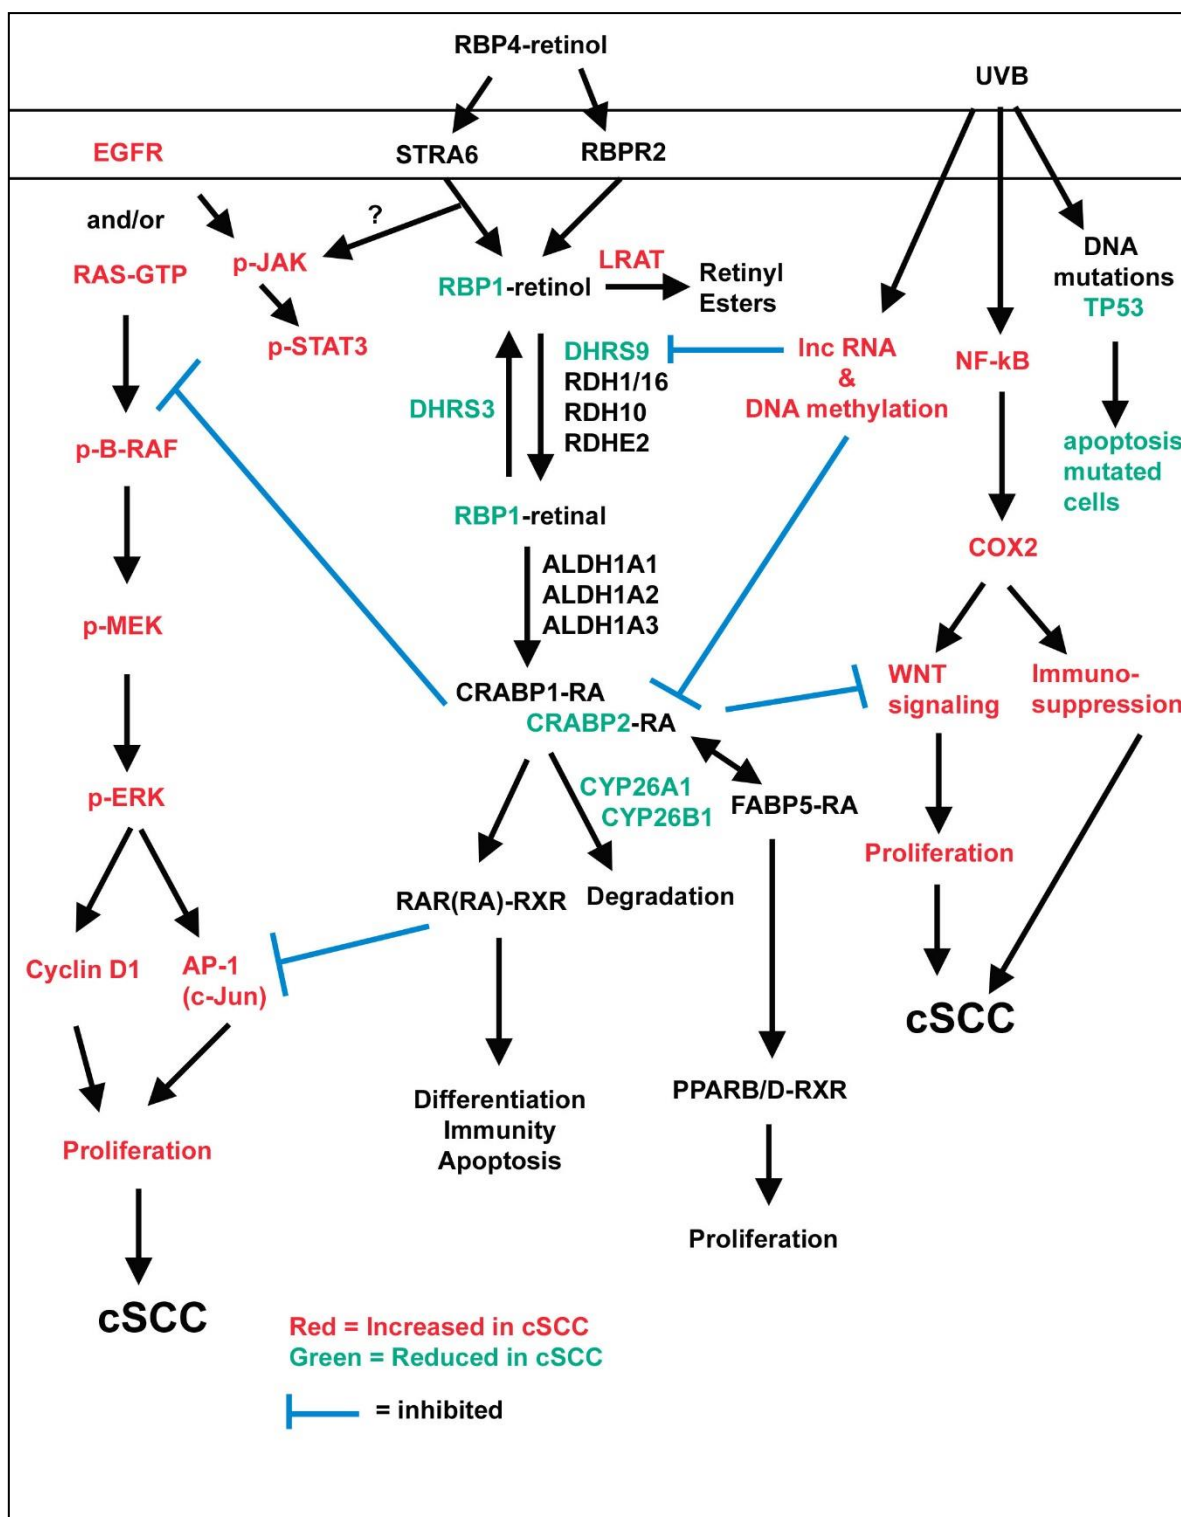 RBP4-retinol
UVB
EGFR
STRA6
RBPR2
and/or
?
RAS-GTP
p-JAK
p-STAT3
RBP1-retinol
LRAT
Retinyl
Esters
DNA
mutations
TP53
DHRS9
RDH1/16
RDH10
RDHE2
DHRS3
lnc RNA
&
DNA methylation
NF-kB
p-B-RAF
apoptosis
mutated
cells
RBP1-retinal
COX2
ALDH1A1
ALDH1A2
ALDH1A3
p-MEK
CRABP1-RA
CRABP2-RA
WNT
signaling
Immuno-
suppression
p-ERK
CYP26A1
CYP26B1
FABP5-RA
Proliferation
RAR(RA)-RXR
Degradation
Cyclin D1
AP-1
(c-Jun)
cSCC
Differentiation
Immunity
Apoptosis
PPARB/D-RXR
Proliferation
Proliferation
cSCC
Red = Increased in cSCC
Green = Reduced in cSCC
= inhibited